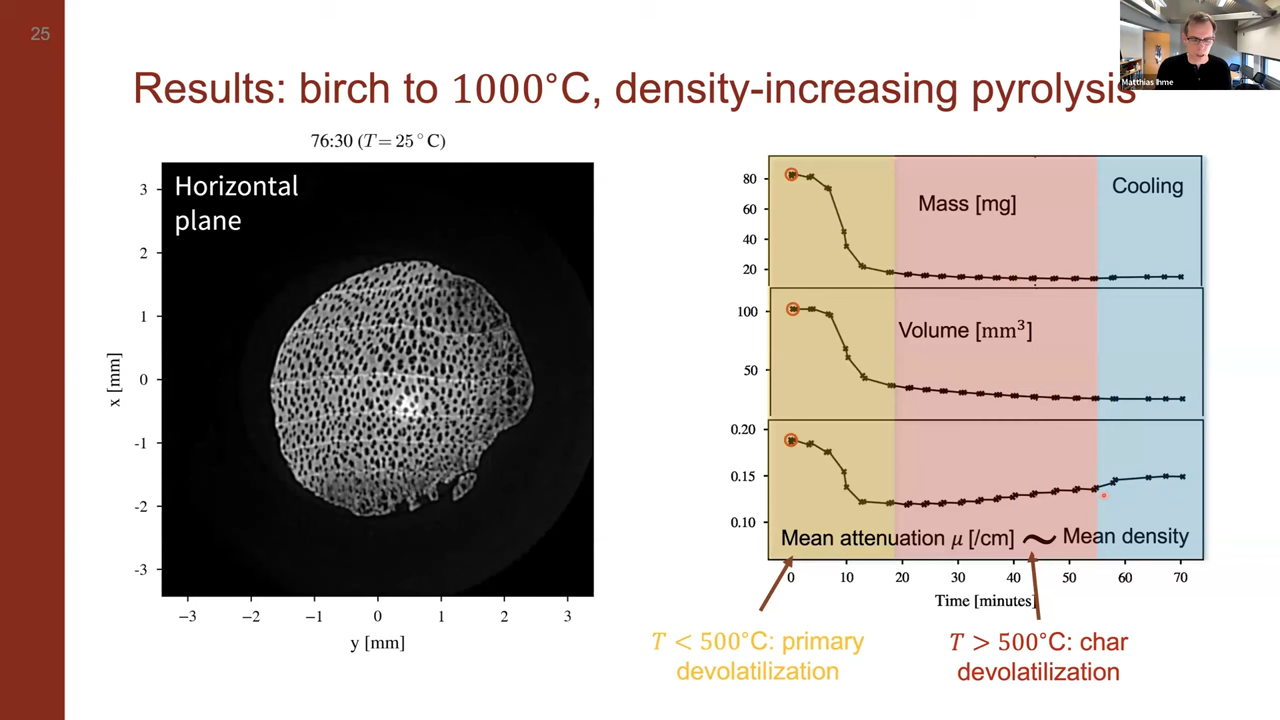 25
Matthias Ihme
Results: birch to 1000°C, density-increasing pyrolysis
76:30 (T = 25 °C)
Horizontal
plane
3
2
1
0
-1
-2
-3
x [mm]
−3 −2 −1 0 1 2 3
y [mm]
80
60
40
20
Mass [mg]
Cooling
100
50
Volume [mm³]
0.20
0.15
0.10
Mean attenuation μ [/cm] ∼ Mean density
0 10 20 30 40 50 60 70
Time [minutes]
T < 500°C: primary
devolatilization
T > 500°C: char
devolatilization